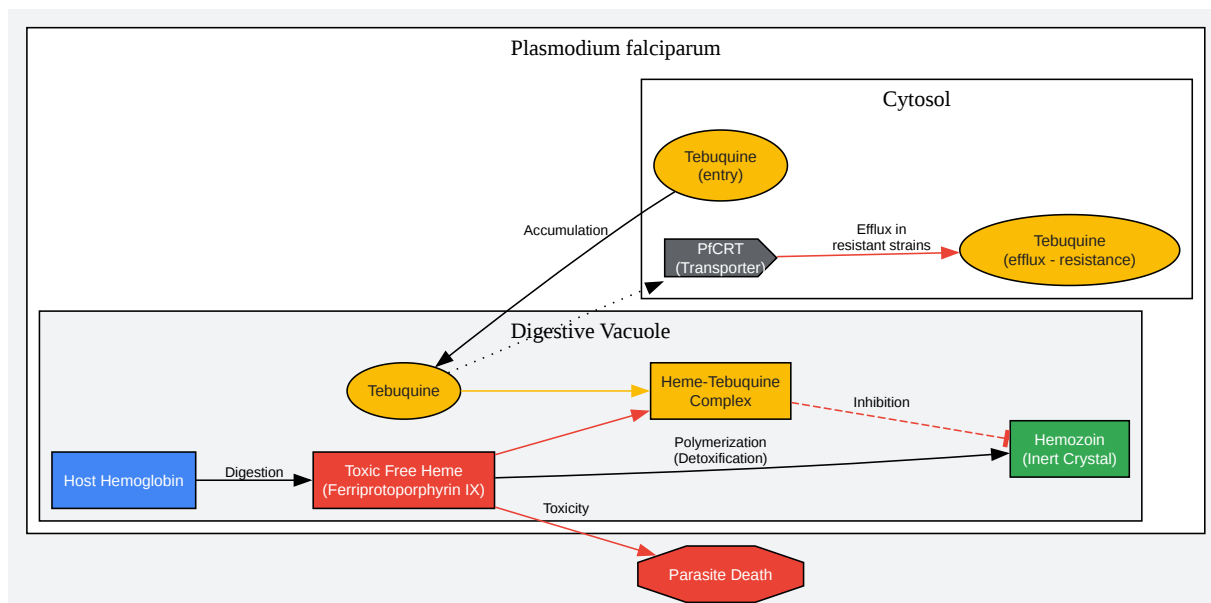 Plasmodium falciparum
Cytosol
Tebuquine
(entry)
Accumulation
PfCRT
(Transporter)
Efflux in
resistant strains
Tebuquine
(efflux - resistance)
Digestive Vacuole
Tebuquine
Heme-Tebuquine
Complex
Inhibition
Hemozoin
(Inert Crystal)
Polymerization
(Detoxification)
Host Hemoglobin
Digestion
Toxic Free Heme
(Ferriprotoporphyrin IX)
Toxicity
Parasite Death